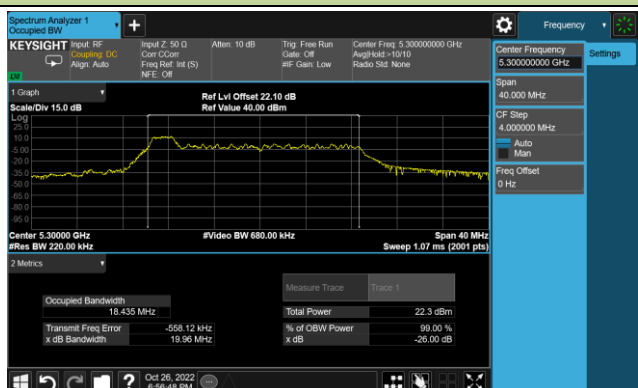 Spectrum Analyzer 1
Occupied BW
Frequency
KEYSIGHT
Input: RF
Coupling: DC
Align: Auto
Input Z: 50 Ω
Corr CCorr
Freq Ref: Int (S)
NFE: Off
Atten: 10 dB
Trig: Free Run
Gate: Off
#IF Gain: Low
Center Freq: 5.300000000 GHz
Avg|Hold:>10/10
Radio Std: None
Center Frequency
5.300000000 GHz
Settings
Span
40.000 MHz
CF Step
4.000000 MHz
Auto
Man
Freq Offset
0 Hz
1 Graph
Scale/Div 15.0 dB
Ref Lvl Offset 22.10 dB
Ref Value 40.00 dBm
Log
25.0
10.0
-5.00
-20.0
-35.0
-50.0
-65.0
-80.0
-95.0
Center 5.30000 GHz
#Res BW 220.00 kHz
#Video BW 680.00 kHz
Span 40 MHz
Sweep 1.07 ms (2001 pts)
2 Metrics
Measure Trace
Trace 1
Occupied Bandwidth
18.435 MHz
Total Power
22.3 dBm
Transmit Freq Error
-558.12 kHz
% of OBW Power
99.00 %
x dB Bandwidth
19.96 MHz
x dB
-26.00 dB
Oct 26, 2022
6:56:48 PM